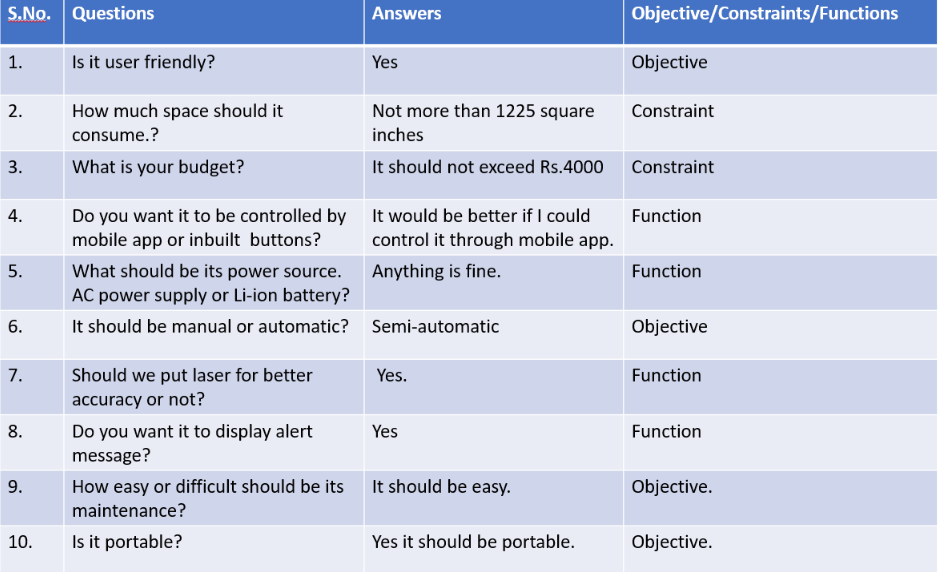 S.No. Questions Answers Objective/Constraints/Functions
1. Is it user friendly? Yes Objective
2. How much space should it Not more than 1225 square Constraint
consume.? inches
3. What is your budget? It should not exceed Rs.4000 Constraint
4. Do you want it to be controlled by It would be better if I could Function
mobile app or inbuilt buttons? control it through mobile app.
5. What should be its power source. Anything is fine. Function
AC power supply or Li-ion battery?
6. It should be manual or automatic? Semi-automatic Objective
7. Should we put laser for better Yes. Function
accuracy or not?
8. Do you want it to display alert Yes Function
message?
9. How easy or difficult should be its It should be easy. Objective.
maintenance?
10. Is it portable? Yes it should be portable. Objective.